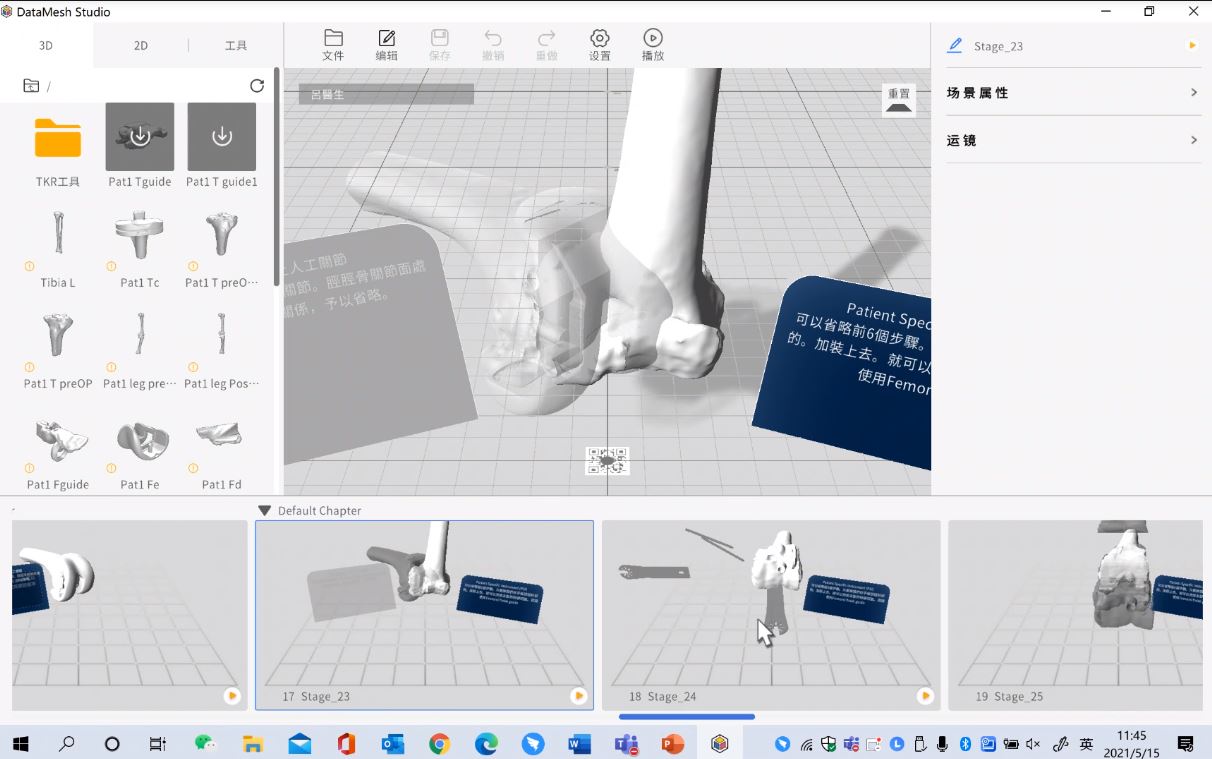 DataMesh Studio
3D
2D
工具
文件
编辑
保存
撤销
重做
设置
播放
Stage_23
/
呂醫生
重置
场景属性
运镜
TKR工具
Pat1 Tguide
Pat1 T guide1
Tibia L
Pat1 Tc
Pat1 T preO···
Pat1 T preOP
Pat1 leg pre···
Pat1 leg Pos···
Pat1 Fguide
Pat1 Fe
Pat1 Fd
人工關節
關節。脛脛骨關節面處
關係，予以省略。
Patient Spec
可以省略前6個步驟。
的。加裝上去。就可以
使用Femor
Default Chapter
17 Stage_23
18 Stage_24
19 Stage_25
英
11:45
2021/5/15